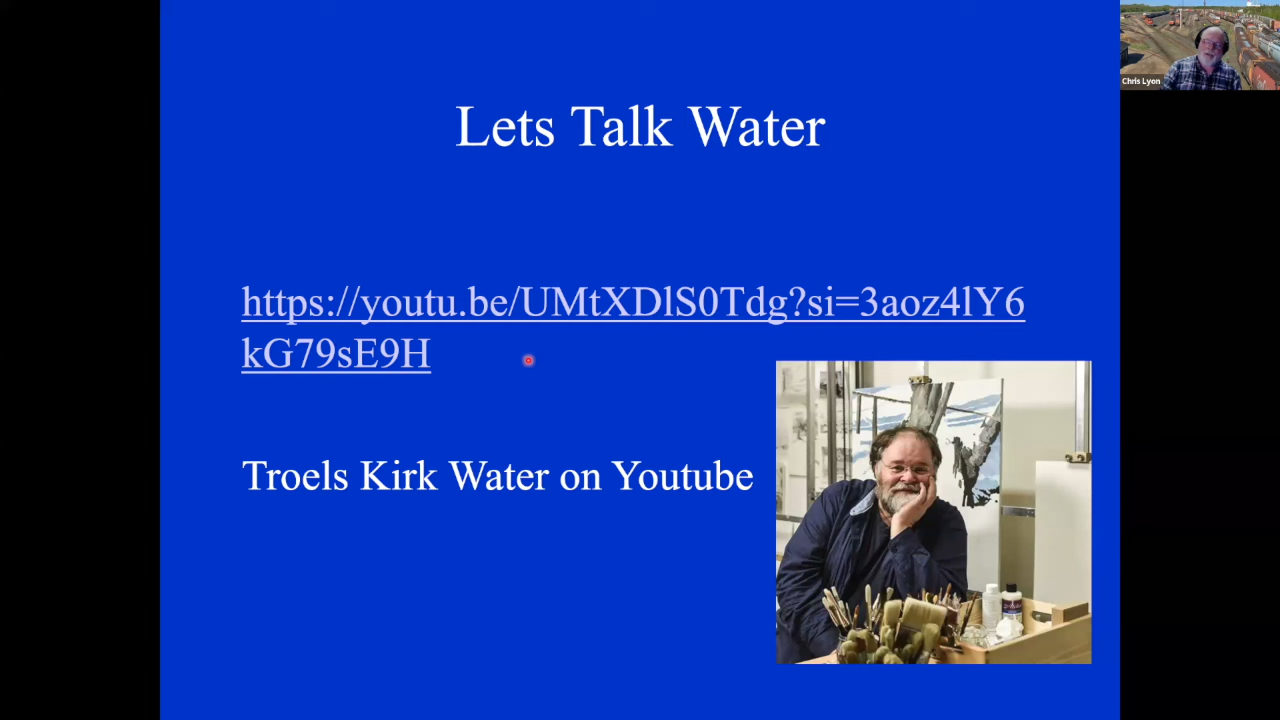 Lets Talk Water
https://youtu.be/UMtXDlS0Tdg?si=3aoz4lY6
kG79sE9H
Troels Kirk Water on Youtube
Chris Lyon